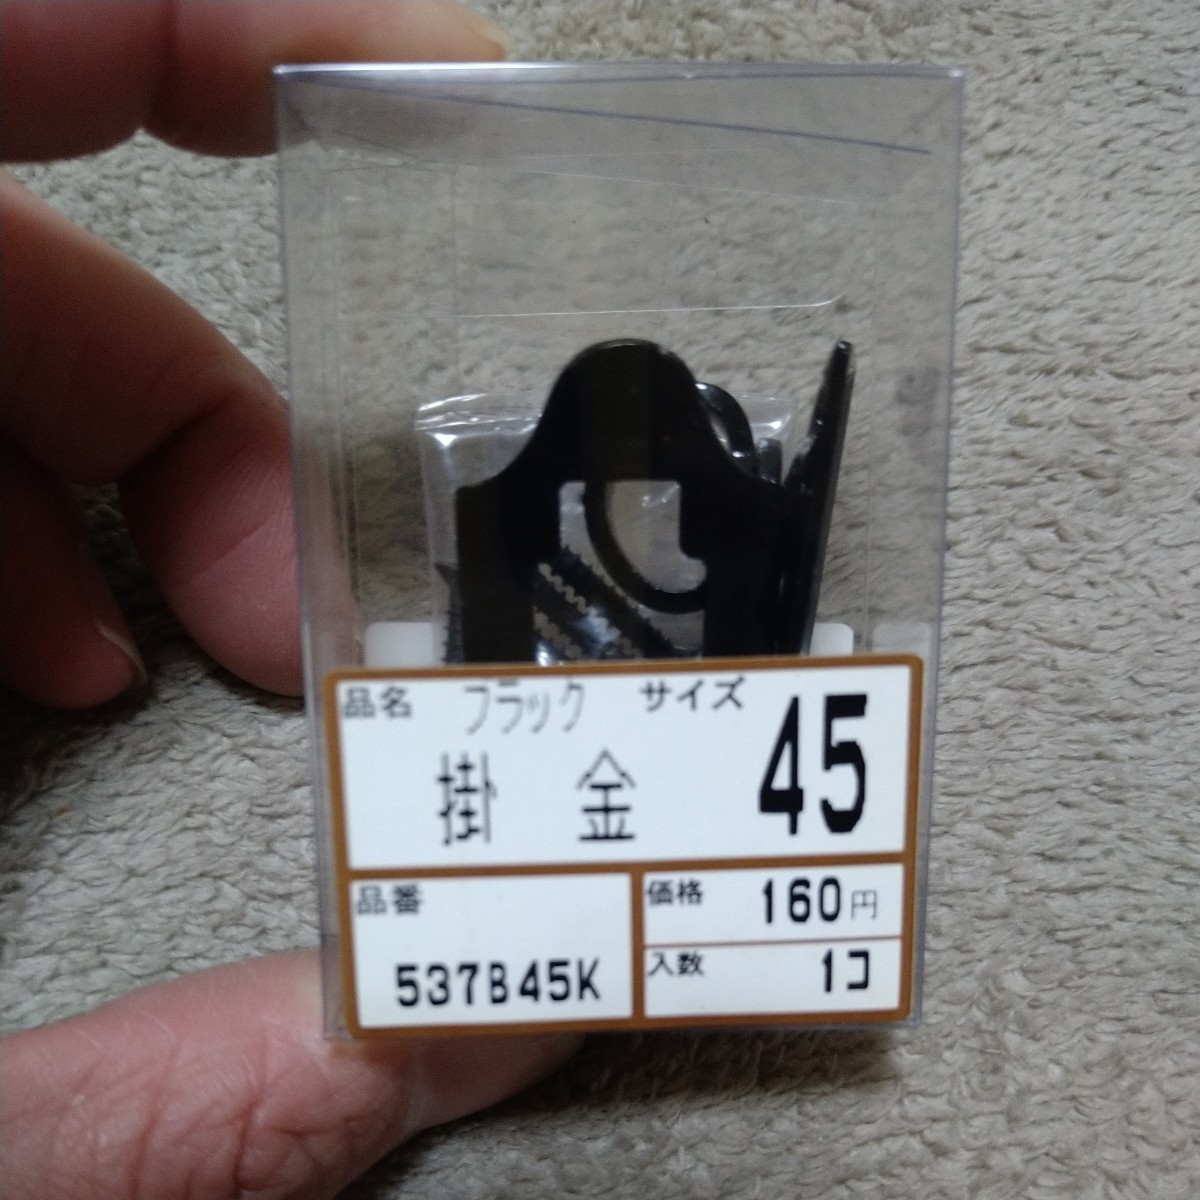 品名 フラック サイズ
掛金 45
品番
537B45K
価格 160円
入数 1コ